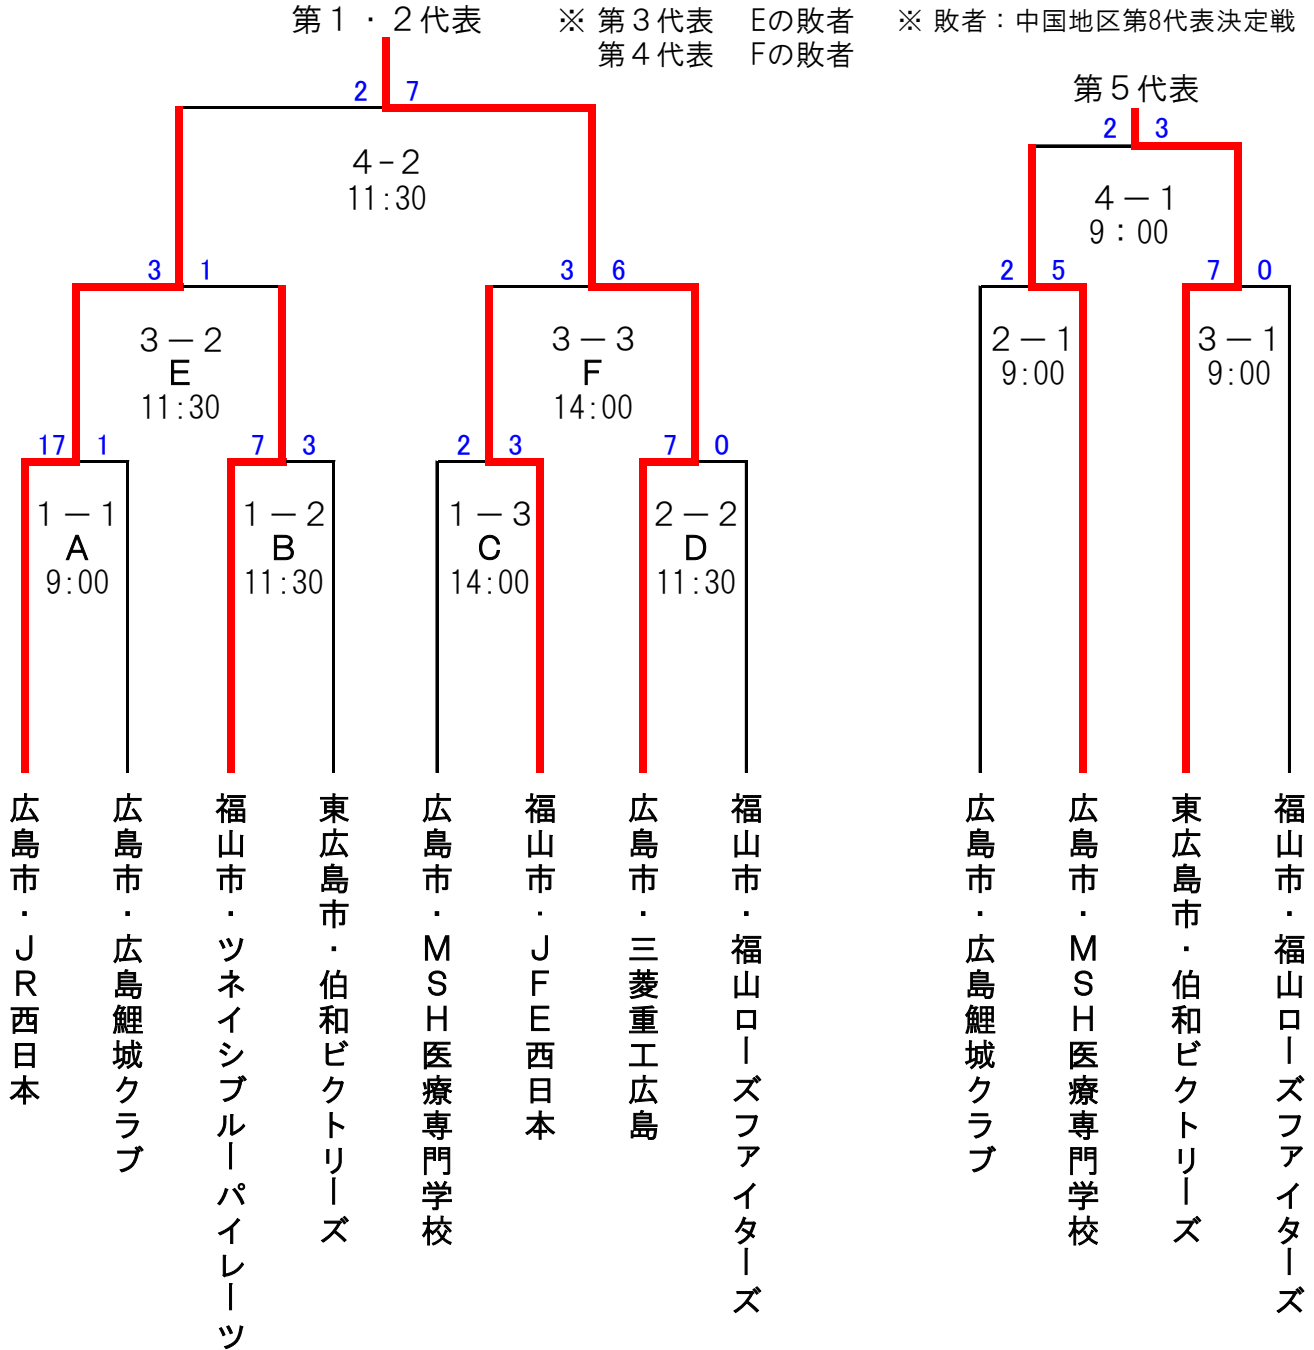 第１・２代表
※ 第３代表　Eの敗者
第４代表　Fの敗者
※ 敗者：中国地区第8代表決定戦
第５代表
2 7
4-2
11:30
2 3
４－１
9：00
3 1
３－２
E
11:30
3 6
３－３
F
14:00
2 5
２－１
9:00
7 0
３－１
9:00
17 1
１－１
A
9:00
7 3
１－２
B
11:30
2 3
１－３
C
14:00
7 0
２－２
D
11:30
広島市・JR西日本
広島市・広島鯉城クラブ
福山市・ツネイシブルーパイレーツ
東広島市・伯和ビクトリーズ
広島市・MSH医療専門学校
福山市・JFE西日本
広島市・三菱重工広島
福山市・福山ローズファイターズ
広島市・広島鯉城クラブ
広島市・MSH医療専門学校
東広島市・伯和ビクトリーズ
福山市・福山ローズファイターズ